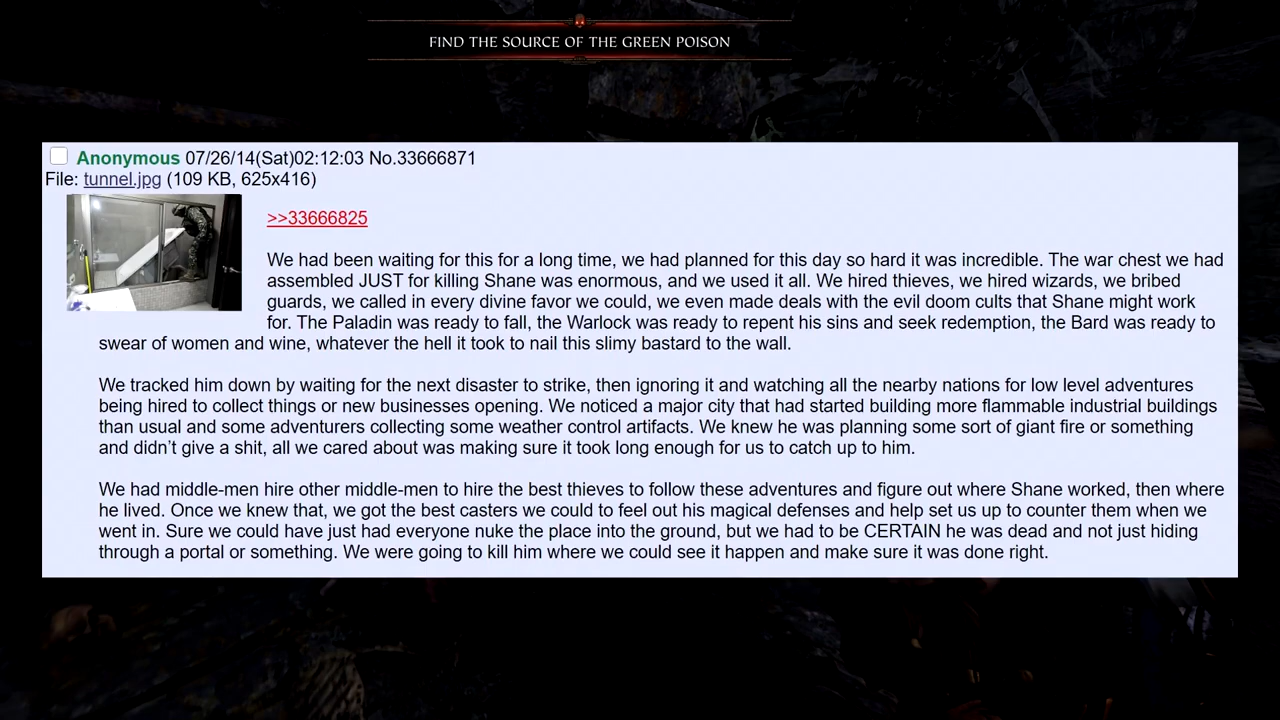 FIND THE SOURCE OF THE GREEN POISON
Anonymous 07/26/14(Sat)02:12:03 No.33666871
File: tunnel.jpg (109 KB, 625x416)
>>33666825
We had been waiting for this for a long time, we had planned for this day so hard it was incredible. The war chest we had
assembled JUST for killing Shane was enormous, and we used it all. We hired thieves, we hired wizards, we bribed
guards, we called in every divine favor we could, we even made deals with the evil doom cults that Shane might work
for. The Paladin was ready to fall, the Warlock was ready to repent his sins and seek redemption, the Bard was ready to
swear of women and wine, whatever the hell it took to nail this slimy bastard to the wall.
We tracked him down by waiting for the next disaster to strike, then ignoring it and watching all the nearby nations for low level adventures
being hired to collect things or new businesses opening. We noticed a major city that had started building more flammable industrial buildings
than usual and some adventurers collecting some weather control artifacts. We knew he was planning some sort of giant fire or something
and didn't give a shit, all we cared about was making sure it took long enough for us to catch up to him.
We had middle-men hire other middle-men to hire the best thieves to follow these adventures and figure out where Shane worked, then where
he lived. Once we knew that, we got the best casters we could to feel out his magical defenses and help set us up to counter them when we
went in. Sure we could have just had everyone nuke the place into the ground, but we had to be CERTAIN he was dead and not just hiding
through a portal or something. We were going to kill him where we could see it happen and make sure it was done right.